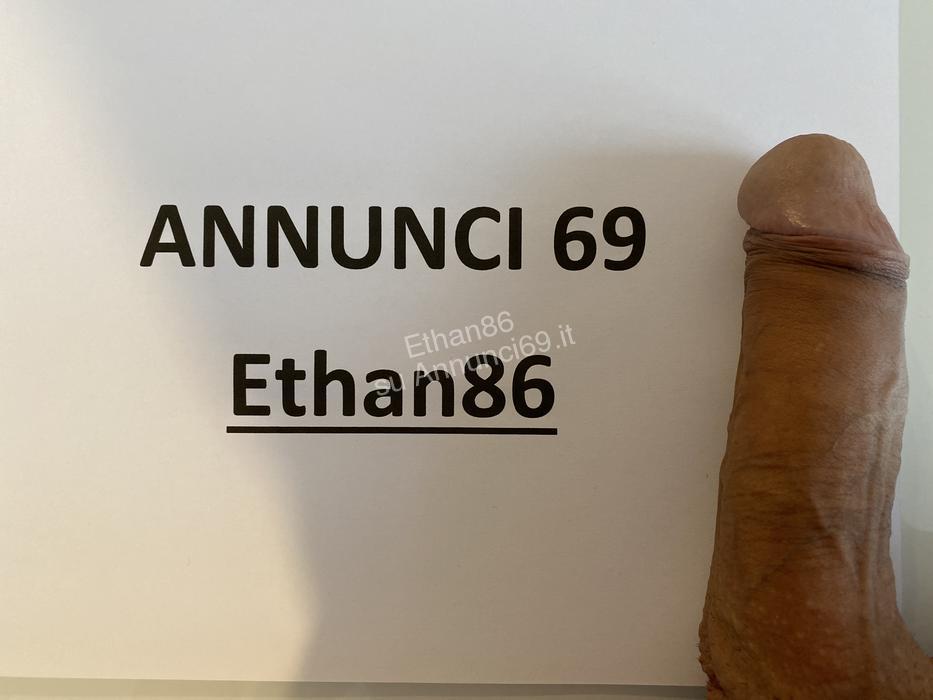 ANNUNCI 69
Ethan86
su Annunci69.it
Ethan86